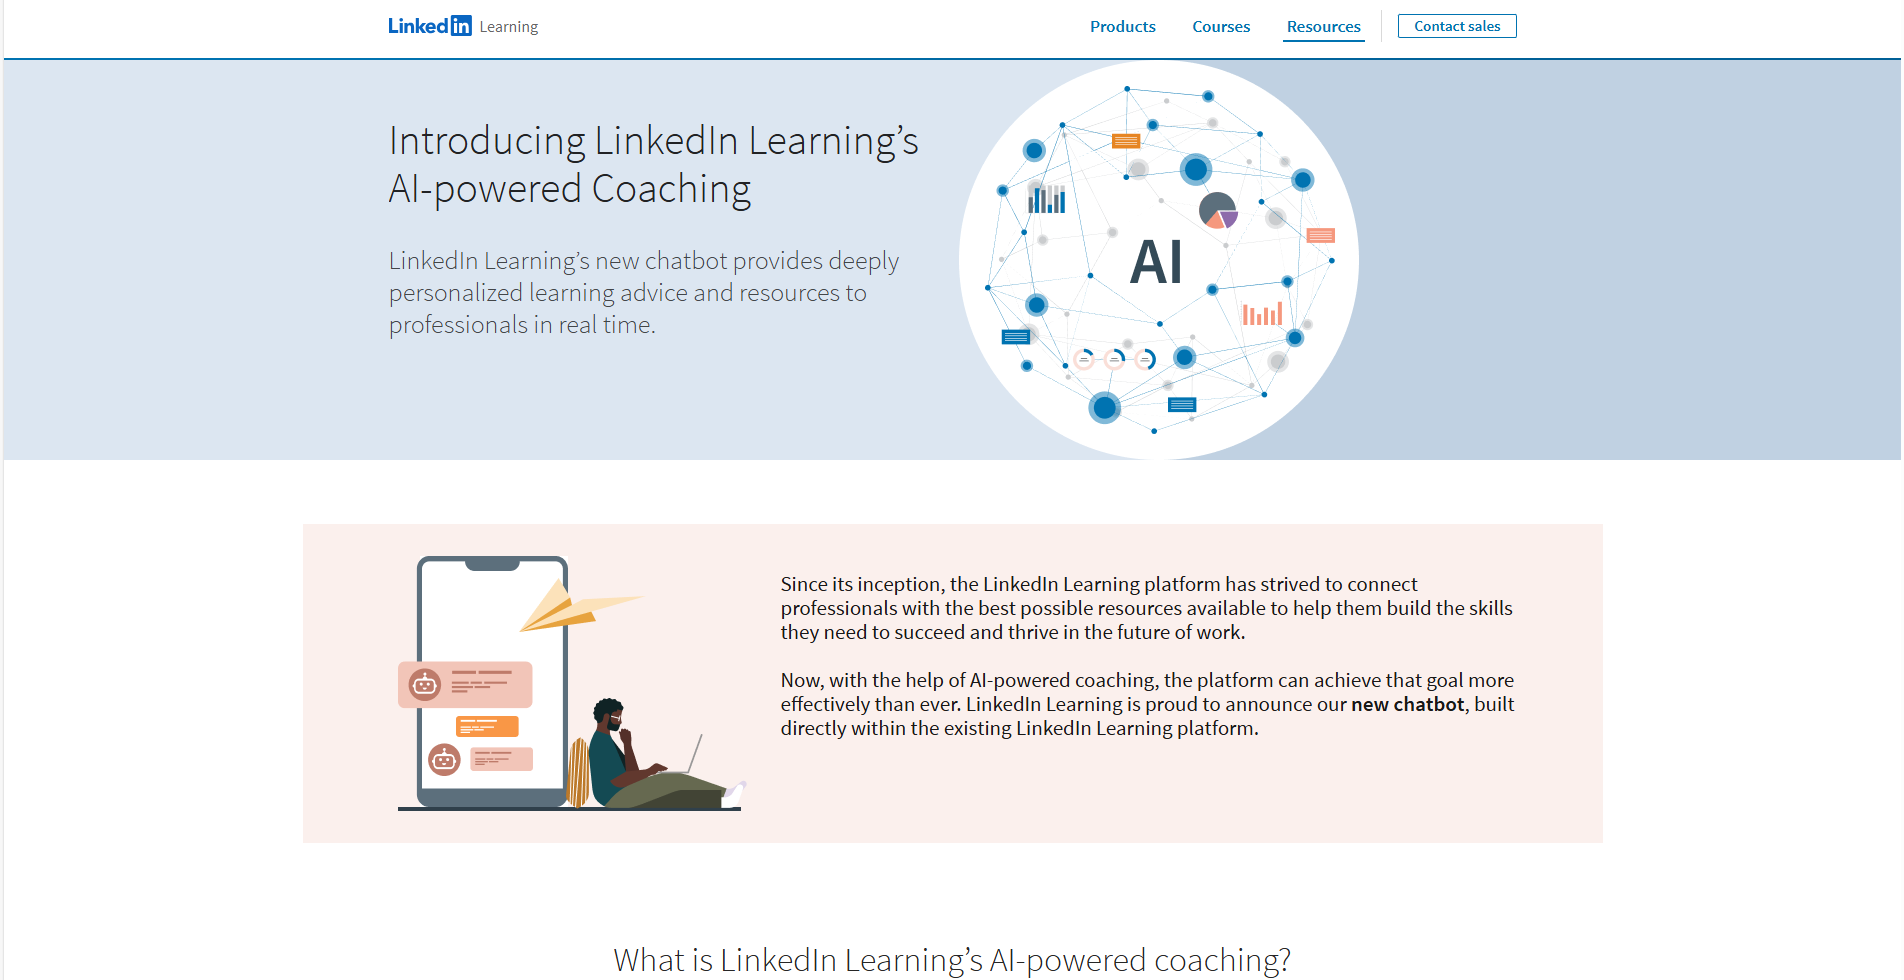 LinkedIn Learning
Products
Courses
Resources
Contact sales
Introducing LinkedIn Learning’s
AI-powered Coaching
LinkedIn Learning’s new chatbot provides deeply
personalized learning advice and resources to
professionals in real time.
AI
Since its inception, the LinkedIn Learning platform has strived to connect
professionals with the best possible resources available to help them build the skills
they need to succeed and thrive in the future of work.
Now, with the help of AI-powered coaching, the platform can achieve that goal more
effectively than ever. LinkedIn Learning is proud to announce our new chatbot, built
directly within the existing LinkedIn Learning platform.
What is LinkedIn Learning’s AI-powered coaching?